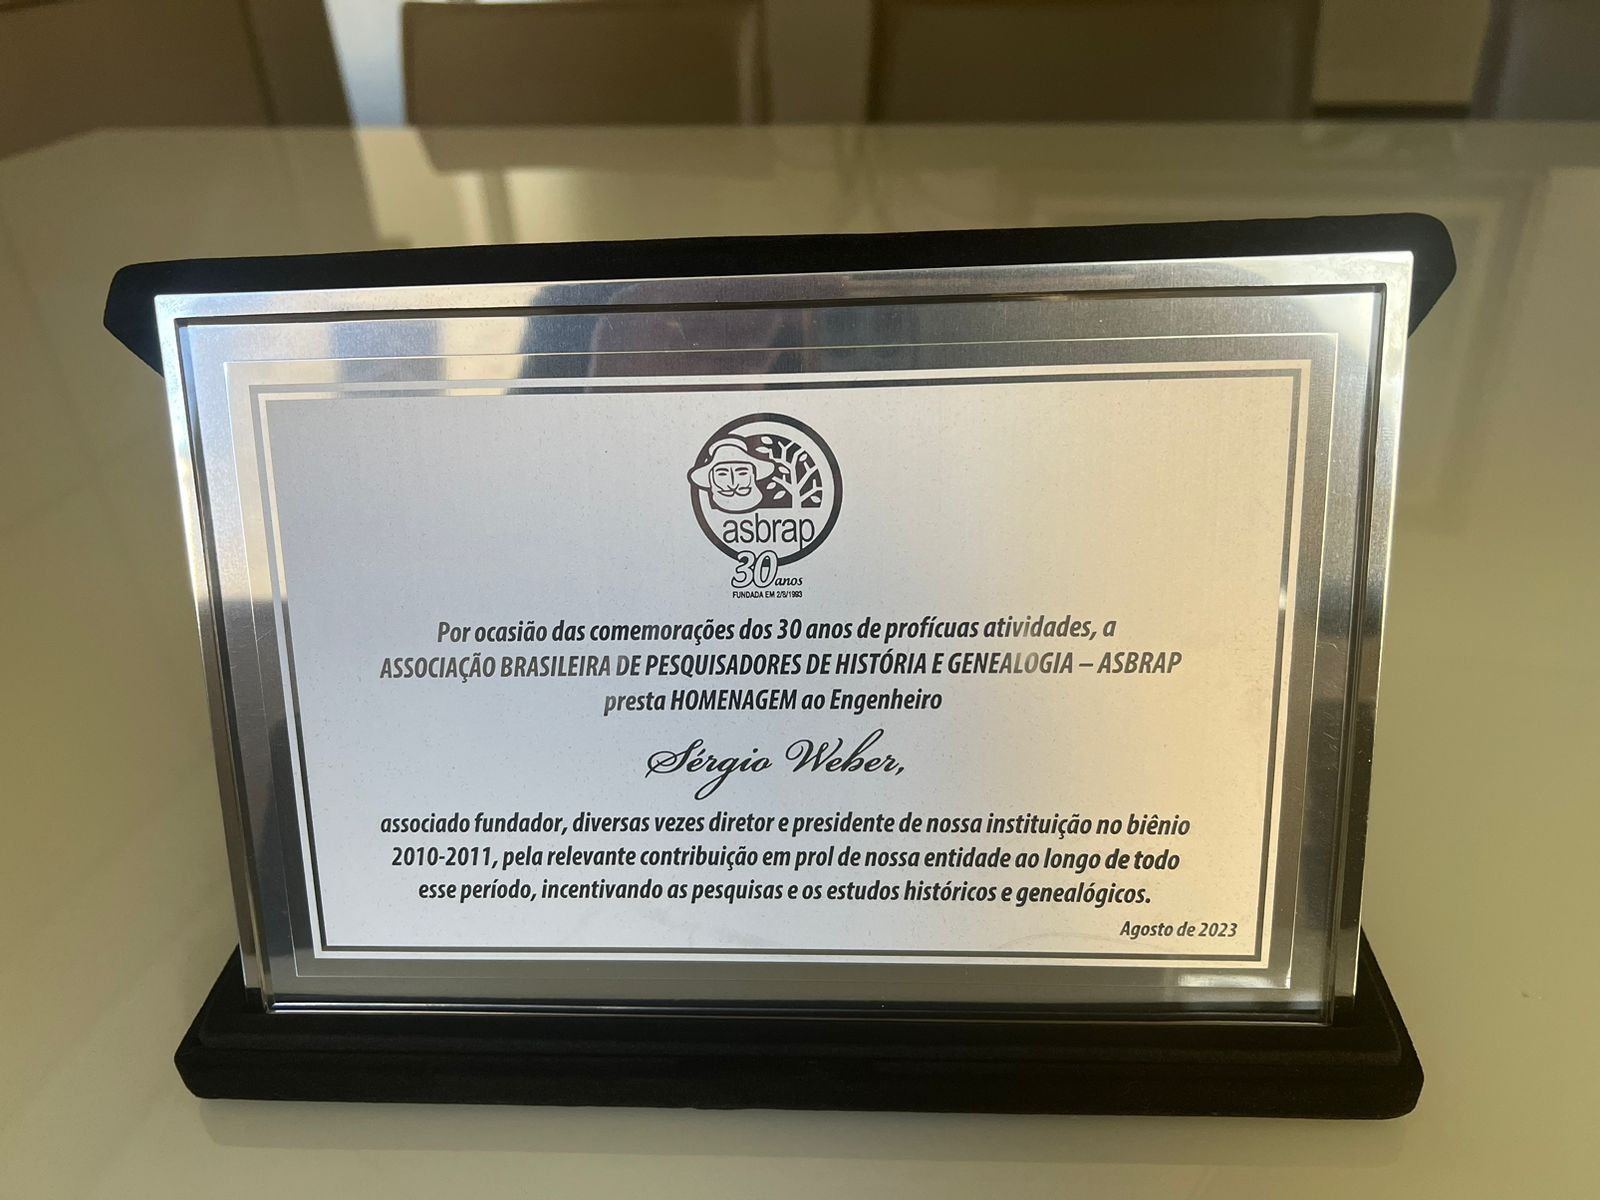 asbrap
30 anos
FUNDADA EM 2/8/1993
Por ocasião das comemorações dos 30 anos de profícuas atividades, a
ASSOCIAÇÃO BRASILEIRA DE PESQUISADORES DE HISTÓRIA E GENEALOGIA – ASBRAP
presta HOMENAGEM ao Engenheiro
Sérgio Weber,
associado fundador, diversas vezes diretor e presidente de nossa instituição no biênio
2010-2011, pela relevante contribuição em prol de nossa entidade ao longo de todo
esse período, incentivando as pesquisas e os estudos históricos e genealógicos.
Agosto de 2023